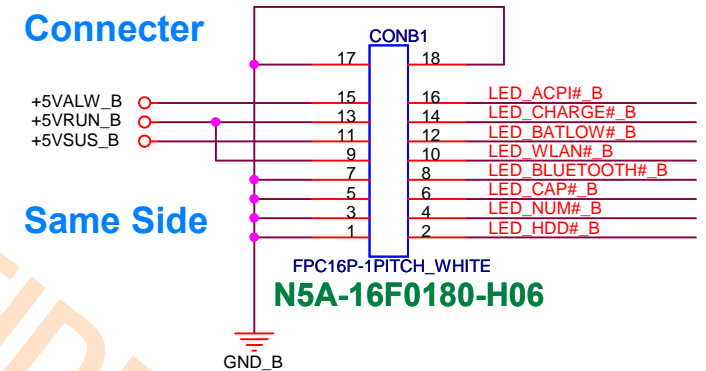 Connecter
CONB1
17 18
+5VALW_B 15 16 LED_ACPI#_B
+5VRUN_B 13 14 LED_CHARGE#_B
+5VSUS_B 11 12 LED_BATLOW#_B
9 10 LED_WLAN#_B
7 8 LED_BLUETOOTH#_B
5 6 LED_CAP#_B
Same Side 3 4 LED_NUM#_B
1 2 LED_HDD#_B
FPC16P-1PITCH_WHITE
N5A-16F0180-H06
GND_B